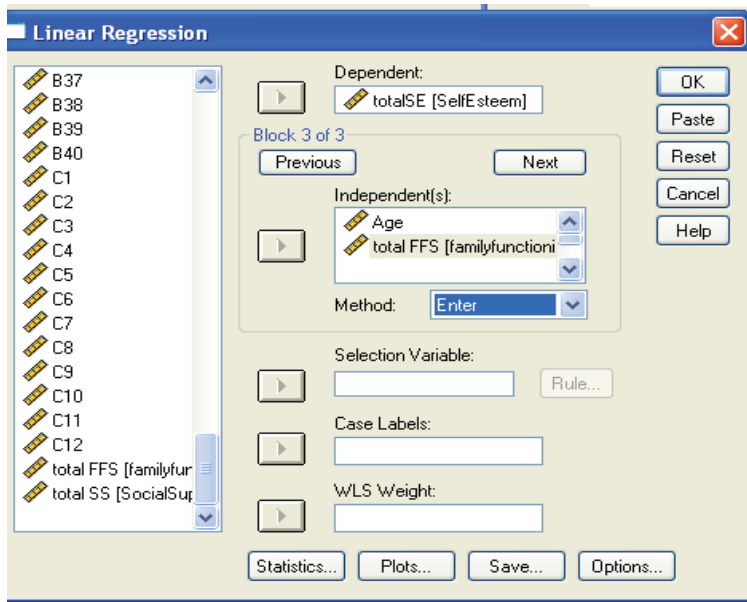 Linear Regression
B37
B38
B39
B40
C1
C2
C3
C4
C5
C6
C7
C8
C9
C10
C11
C12
total FFS [familyfur
total SS [SocialSup
Dependent:
totalSE [SelfEsteem]
Block 3 of 3
Previous
Next
Independent(s):
Age
total FFS [familyfunctioni
Method: Enter
Selection Variable:
Rule...
Case Labels:
WLS Weight:
Statistics... Plots... Save... Options...
OK
Paste
Reset
Cancel
Help